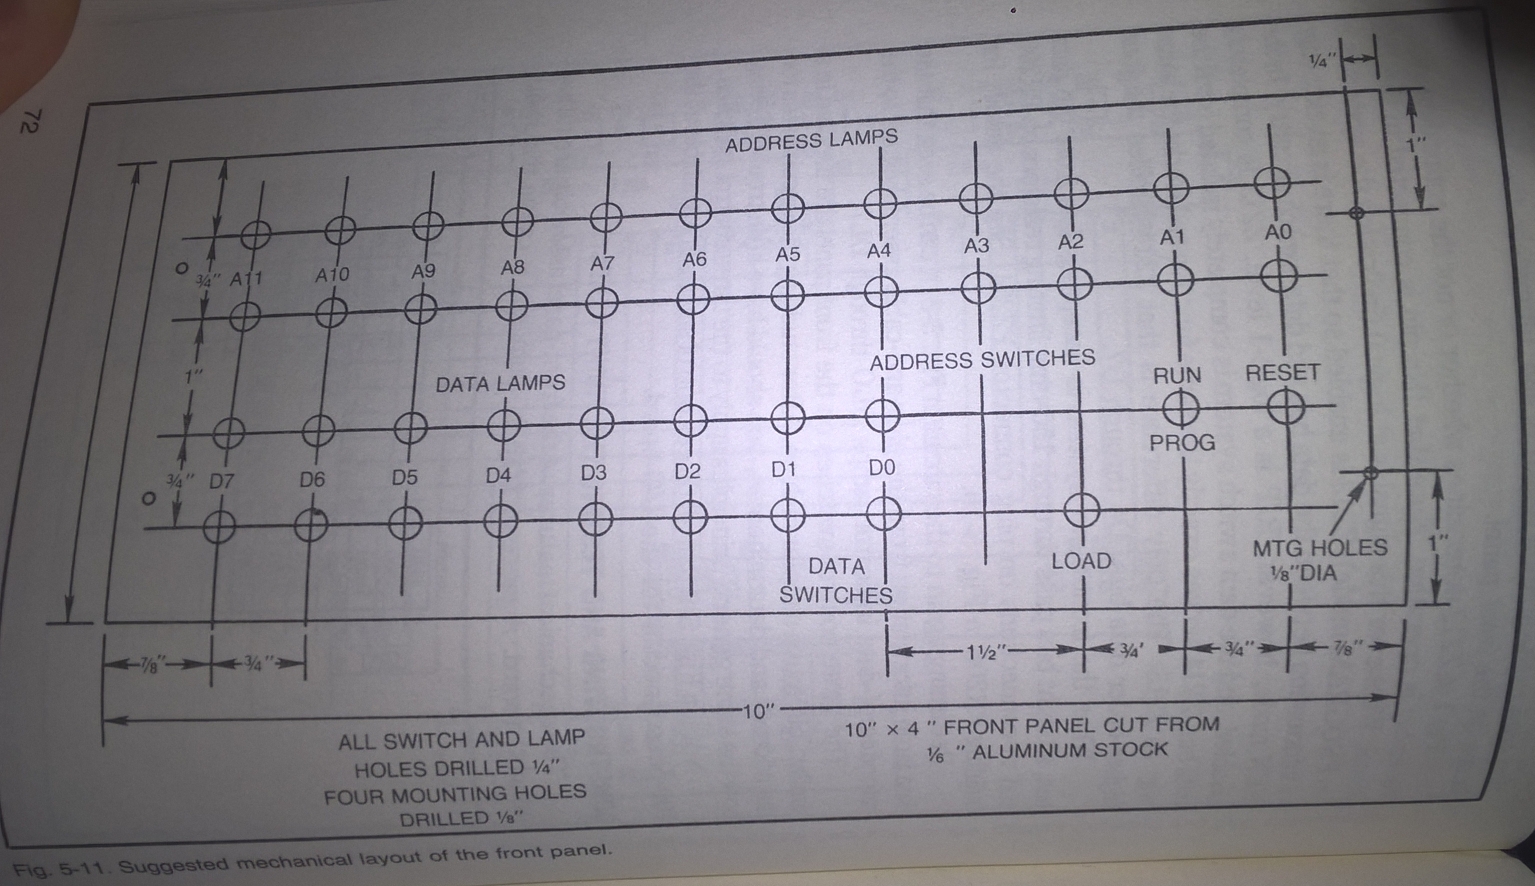 72
1/4"
ADDRESS LAMPS
1"
3/4" A11 A10 A9 A8 A7 A6 A5 A4 A3 A2 A1 A0
ADDRESS SWITCHES
1"
DATA LAMPS
RUN RESET
PROG
3/4" D7 D6 D5 D4 D3 D2 D1 D0
MTG HOLES
1/8" DIA
1"
LOAD
DATA
SWITCHES
7/8" 3/4" 1 1/2" 3/4' 3/4" 7/8"
10"
10" × 4 " FRONT PANEL CUT FROM
1/6 " ALUMINUM STOCK
ALL SWITCH AND LAMP
HOLES DRILLED 1/4"
FOUR MOUNTING HOLES
DRILLED 1/8"
Fig. 5-11. Suggested mechanical layout of the front panel.